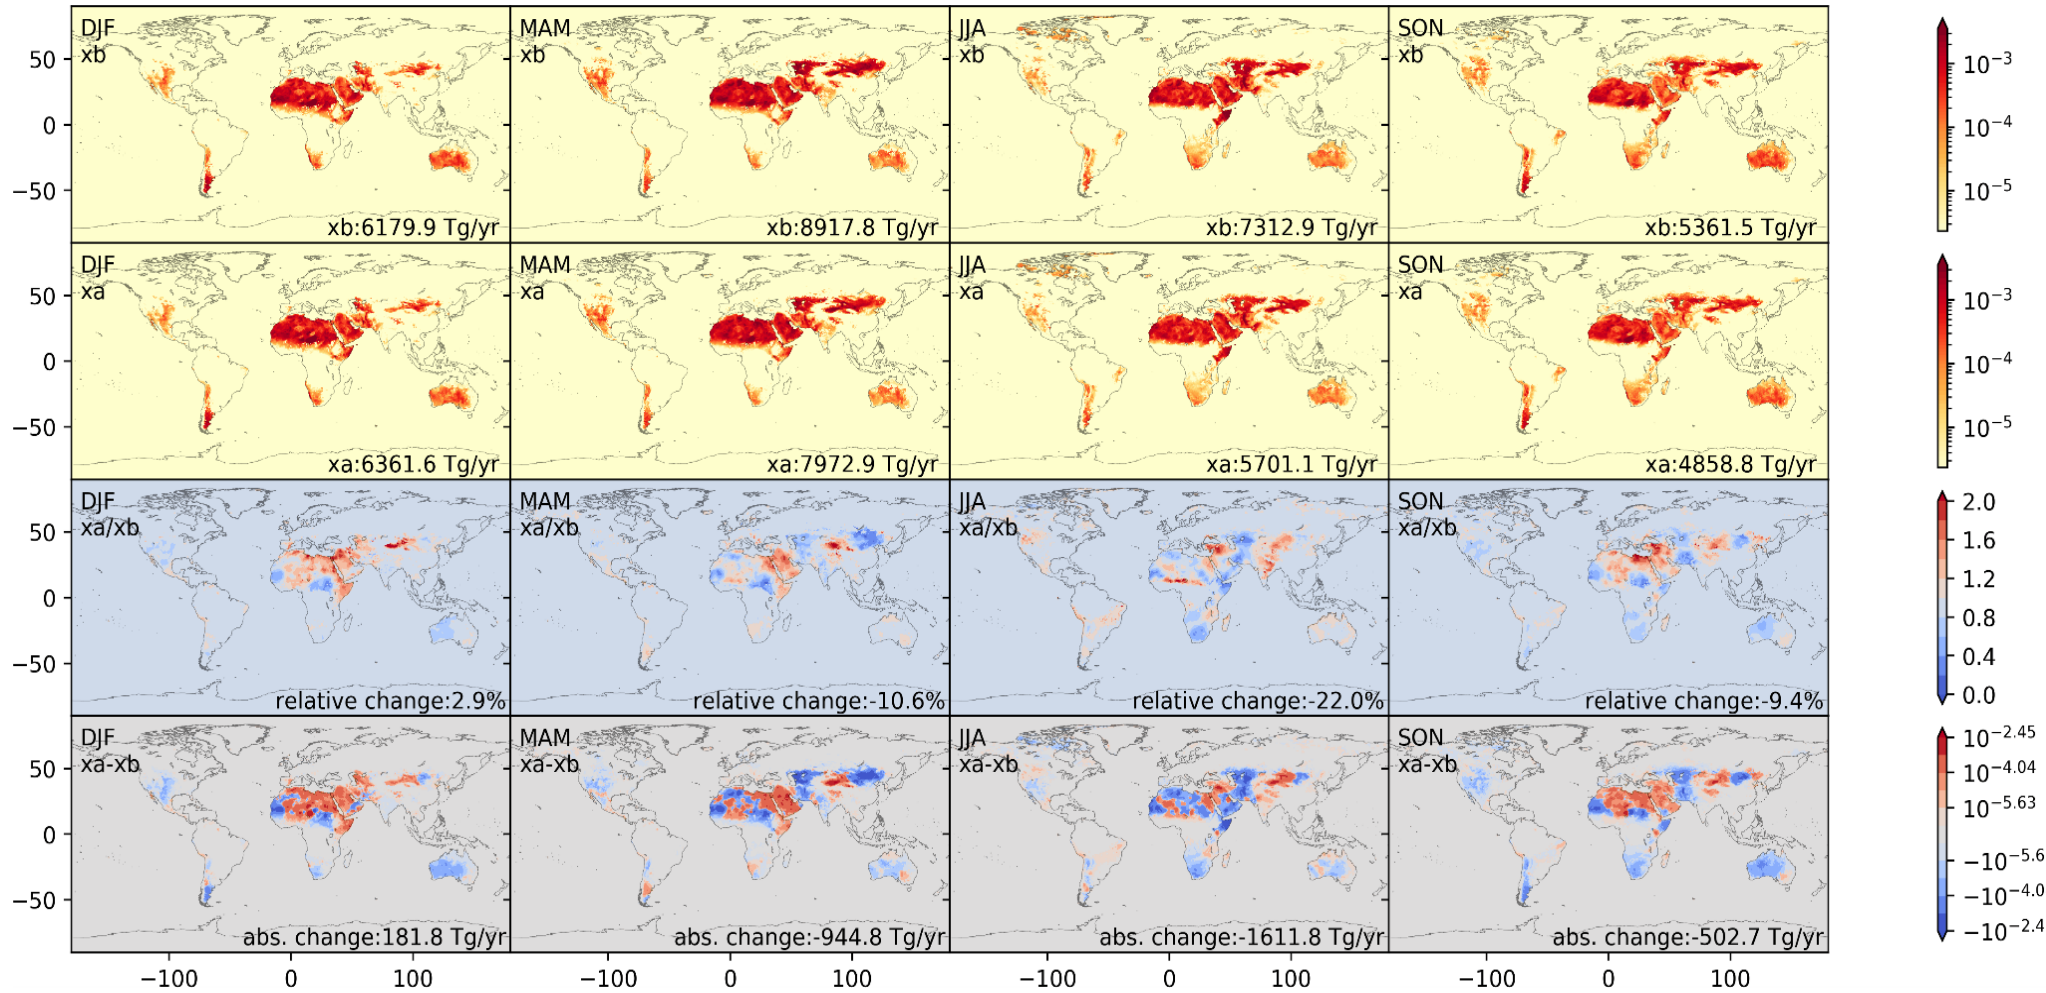 DJF
xb
xb:6179.9 Tg/yr
MAM
xb
xb:8917.8 Tg/yr
JJA
xb
xb:7312.9 Tg/yr
SON
xb
xb:5361.5 Tg/yr
50
0
−50
10⁻³
10⁻⁴
10⁻⁵
DJF
xa
xa:6361.6 Tg/yr
MAM
xa
xa:7972.9 Tg/yr
JJA
xa
xa:5701.1 Tg/yr
SON
xa
xa:4858.8 Tg/yr
50
0
−50
10⁻³
10⁻⁴
10⁻⁵
DJF
xa/xb
relative change:2.9%
MAM
xa/xb
relative change:-10.6%
JJA
xa/xb
relative change:-22.0%
SON
xa/xb
relative change:-9.4%
50
0
−50
2.0
1.6
1.2
0.8
0.4
0.0
DJF
xa-xb
abs. change:181.8 Tg/yr
MAM
xa-xb
abs. change:-944.8 Tg/yr
JJA
xa-xb
abs. change:-1611.8 Tg/yr
SON
xa-xb
abs. change:-502.7 Tg/yr
50
0
−50
10^−2.45
10^−4.04
10^−5.63
−10^−5.6
−10^−4.0
−10^−2.4
−100 0 100
−100 0 100
−100 0 100
−100 0 100